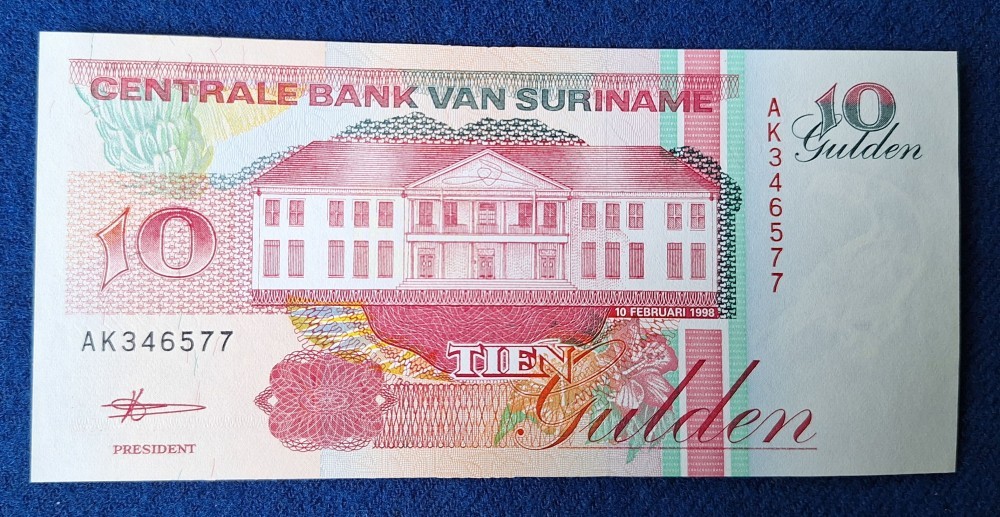 CENTRALE BANK VAN SURINAME
10
Gulden
AK346577
10
10 FEBRUARI 1998
AK346577
TIEN
Gulden
PRESIDENT